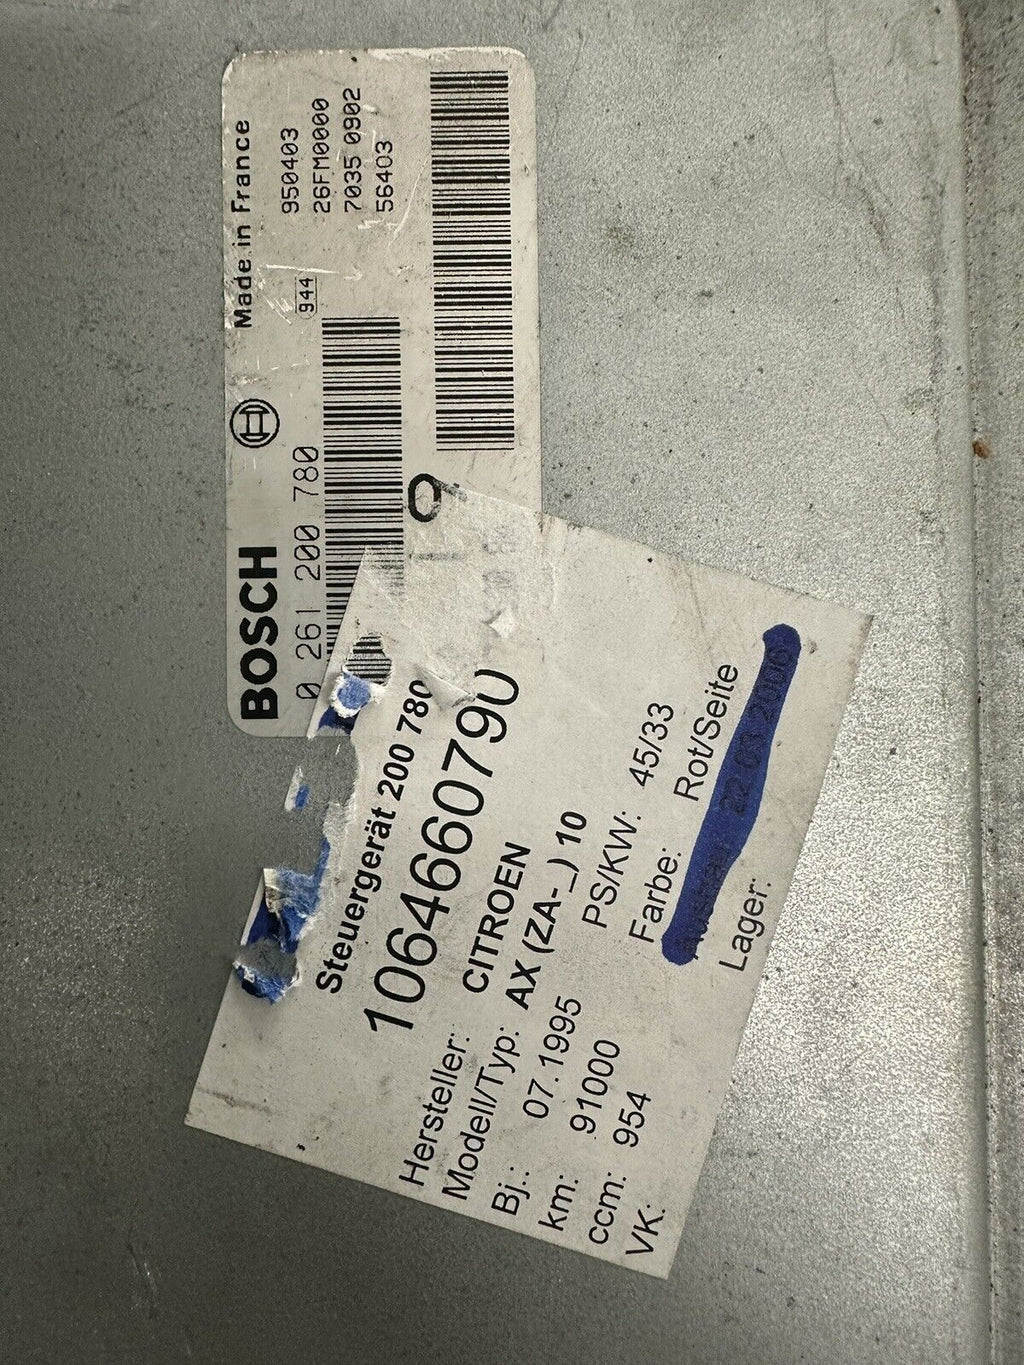 BOSCH Made in France
0 261 200 780 944 950403
26FM0000
7035 0902
56403
Steuergerät 200 780
1064660790
Hersteller: CITROEN
Modell/Typ: AX (ZA-_) 10
Bj.: 07.1995 PS/KW: 45/33
km: 91000 Farbe: Rot/Seite
ccm: 954
VK: Lager: